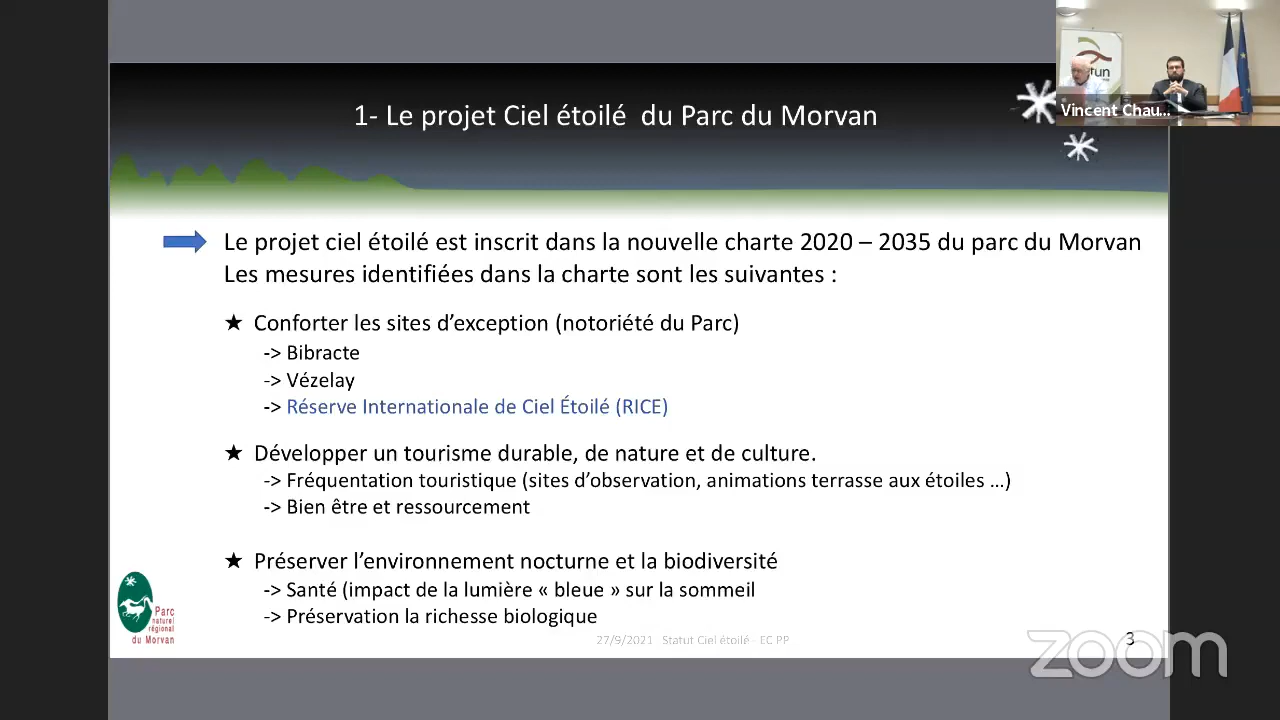 1- Le projet Ciel étoilé du Parc du Morvan
tun
Vincent Chau...
Le projet ciel étoilé est inscrit dans la nouvelle charte 2020 – 2035 du parc du Morvan
Les mesures identifiées dans la charte sont les suivantes :
★ Conforter les sites d’exception (notoriété du Parc)
-> Bibracte
-> Vézelay
-> Réserve Internationale de Ciel Étoilé (RICE)
★ Développer un tourisme durable, de nature et de culture.
-> Fréquentation touristique (sites d’observation, animations terrasse aux étoiles …)
-> Bien être et ressourcement
★ Préserver l’environnement nocturne et la biodiversité
-> Santé (impact de la lumière « bleue » sur la sommeil
-> Préservation la richesse biologique
Parc
naturel
régional
du Morvan
27/9/2021 Statut Ciel étoilé - EC PP
3
zoom